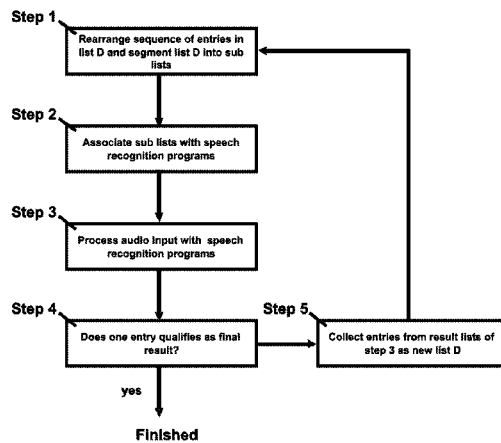 Step 1
Rearrange sequence of entries in
list D and segment list D into sub
lists
Step 2
Associate sub lists with speech
recognition programs
Step 3
Process audio input with speech
recognition programs
Step 4
Does one entry qualifies as final
result?
Step 5
Collect entries from result lists of
step 3 as new list D
yes
Finished